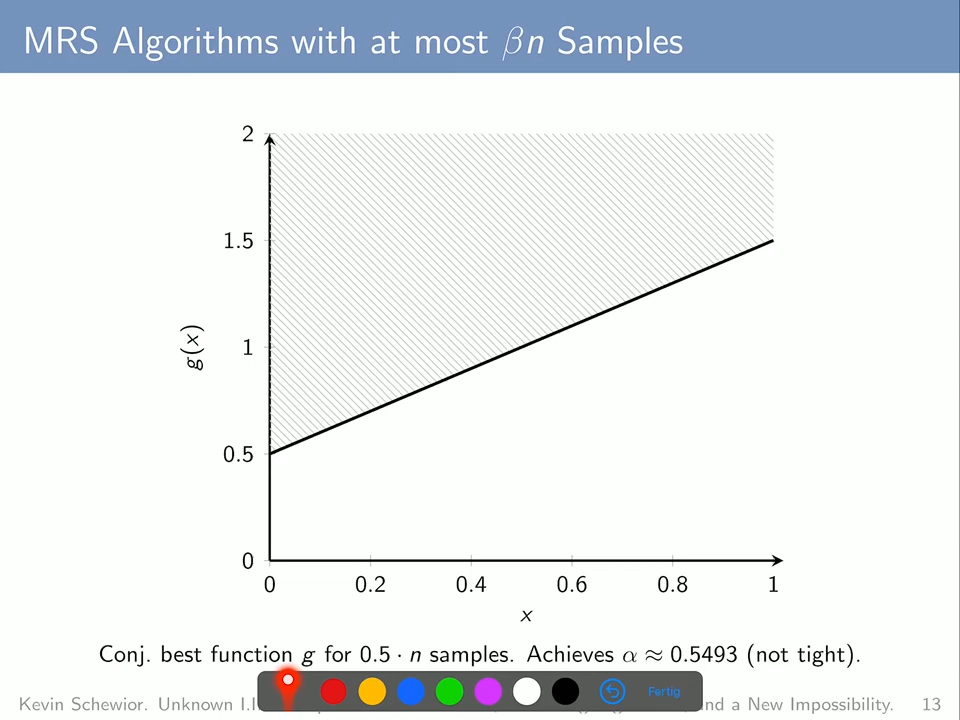 MRS Algorithms with at most βn Samples
2
1.5
1
0.5
0
g(x)
0 0.2 0.4 0.6 0.8 1
x
Conj. best function g for 0.5 · n samples. Achieves α ≈ 0.5493 (not tight).
Fertig
Kevin Schewior. Unknown I.I. and a New Impossibility. 13